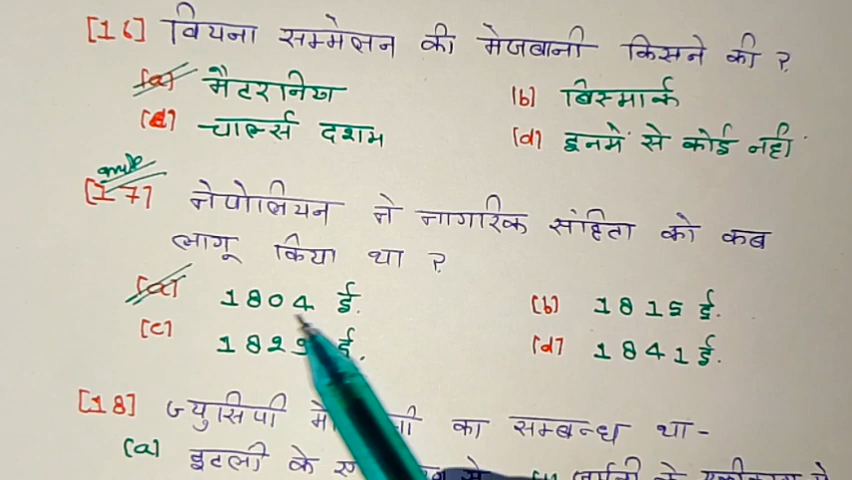 [16] वियना सम्मेलन की मेजबानी किसने की ?
(a) मैटरनिख (b) बिस्मार्क
(c) चार्ल्स दशम (d) इनमें से कोई नहीं
[17] नेपोलियन ने नागरिक संहिता को कब
लागू किया था ?
(a) 1804 ई. (b) 1815 ई.
(c) ई. (d) 1841 ई.
[18] ज्युसिपी का सम्बन्ध था -
(a) इटली के